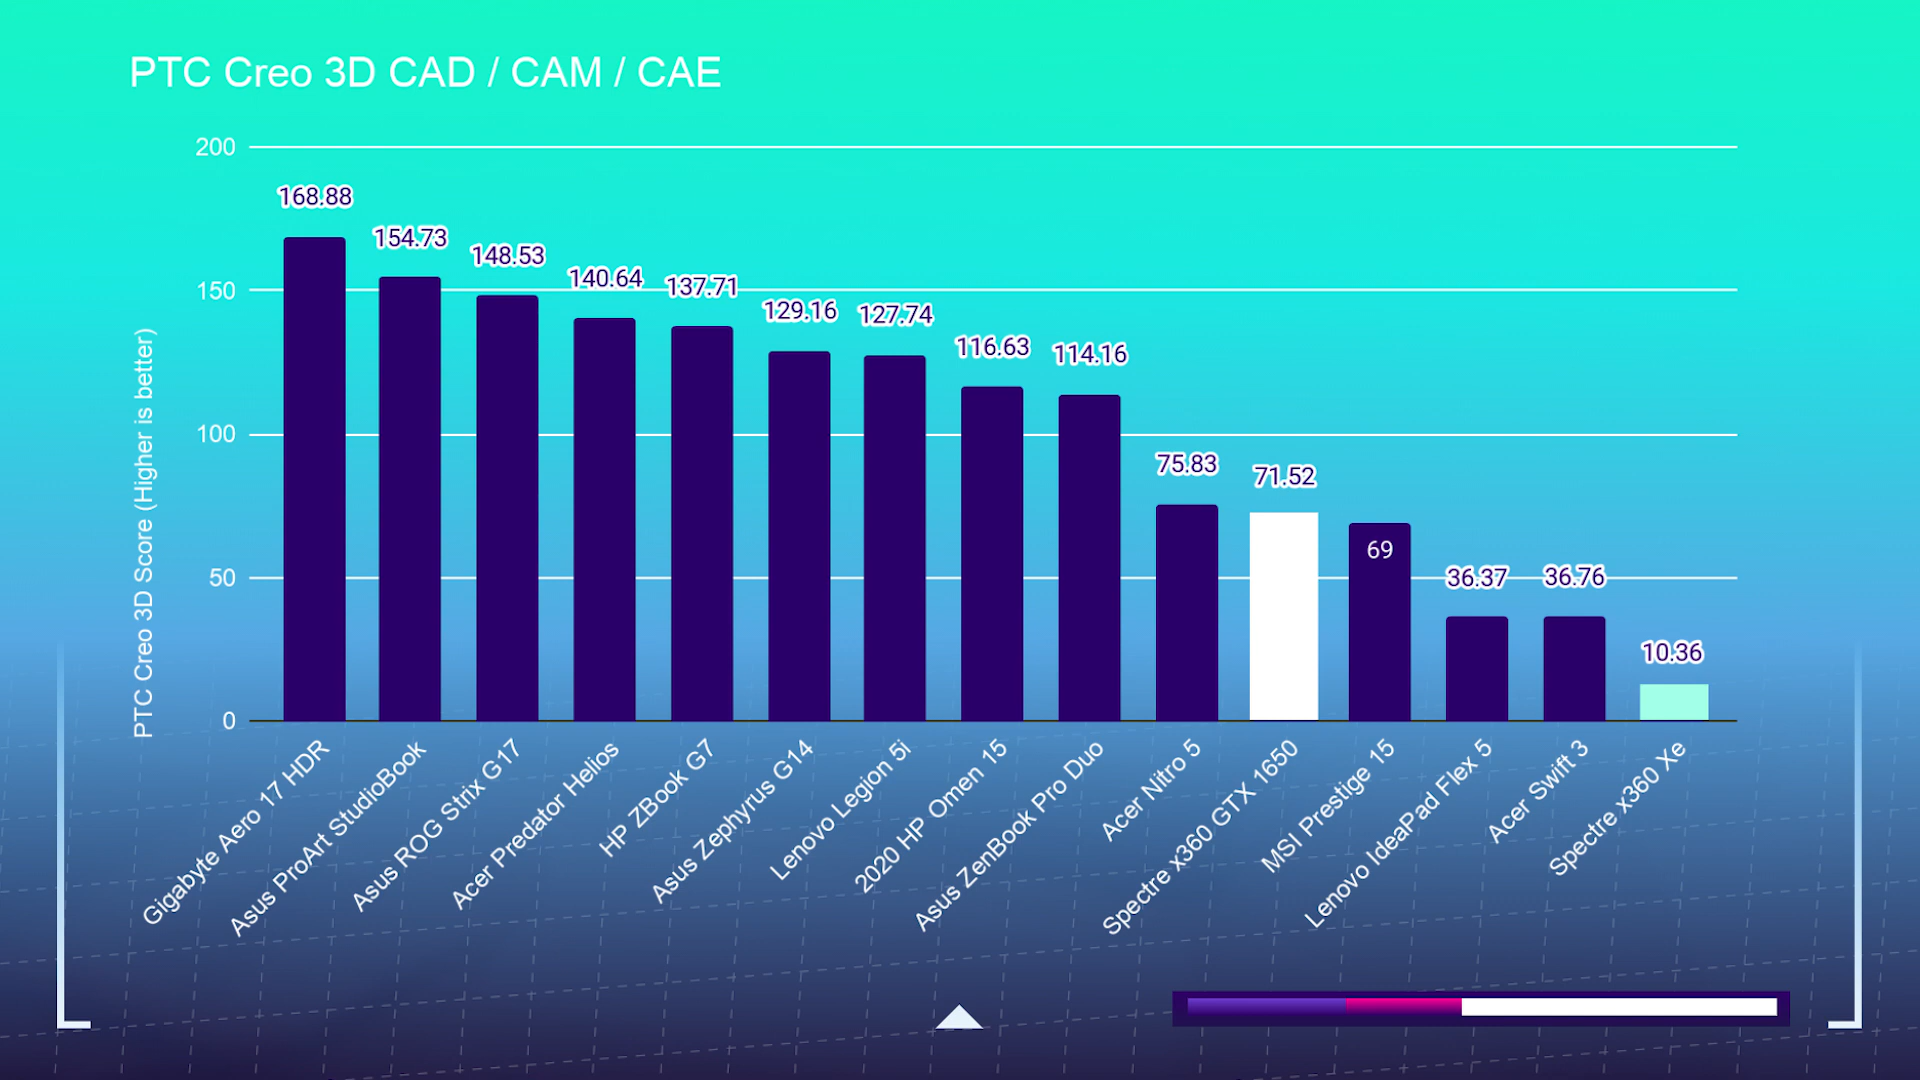 PTC Creo 3D CAD / CAM / CAE
PTC Creo 3D Score (Higher is better)
200
150
100
50
0
168.88
154.73
148.53
140.64
137.71
129.16
127.74
116.63
114.16
75.83
71.52
69
36.37
36.76
10.36
Gigabyte Aero 17 HDR
Asus ProArt StudioBook
Asus ROG Strix G17
Acer Predator Helios
HP ZBook G7
Asus Zephyrus G14
Lenovo Legion 5i
2020 HP Omen 15
Asus ZenBook Pro Duo
Acer Nitro 5
Spectre x360 GTX 1650
MSI Prestige 15
Lenovo IdeaPad Flex 5
Acer Swift 3
Spectre x360 Xe